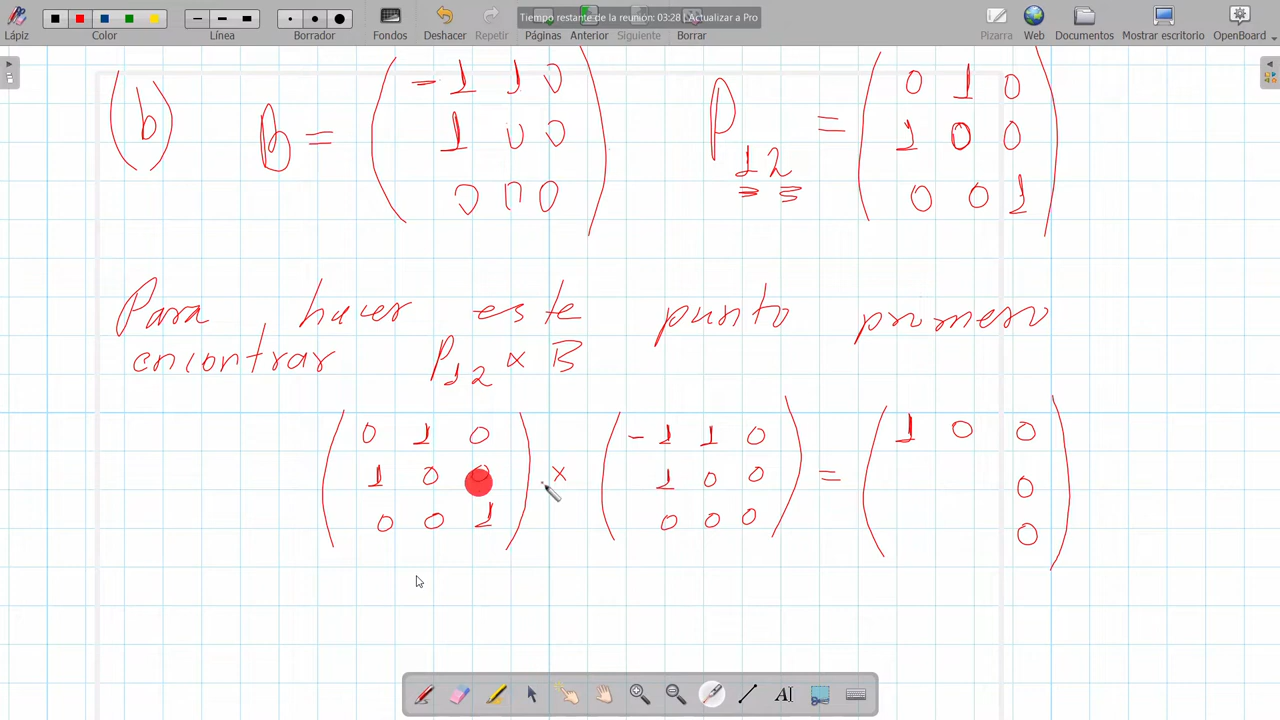 Tiempo restante de la reunión: 03:28 | Actualizar a Pro
Lápiz Color Línea Borrador Fondos Deshacer Repetir Páginas Anterior Siguiente Borrar Pizarra Web Documentos Mostrar escritorio OpenBoard
(b) B = ( -1 1 0 P12 = ( 0 1 0
1 0 0 1 0 0
0 0 0 ) 0 0 1 )
Para hacer este punto promero
encontrar P12 × B
( 0 1 0 ( -1 1 0 ( 1 0 0
1 0 0 ) × 1 0 0 ) = 0
0 0 1 0 0 0 0 )
AI